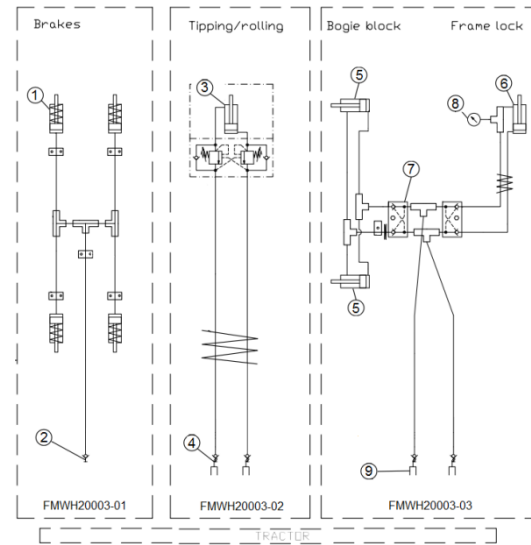 Brakes
Tipping/rolling
Bogie block
Frame lock
1
3
5
6
8
7
5
2
4
9
FMWH20003-01
FMWH20003-02
FMWH20003-03
TRACTOR